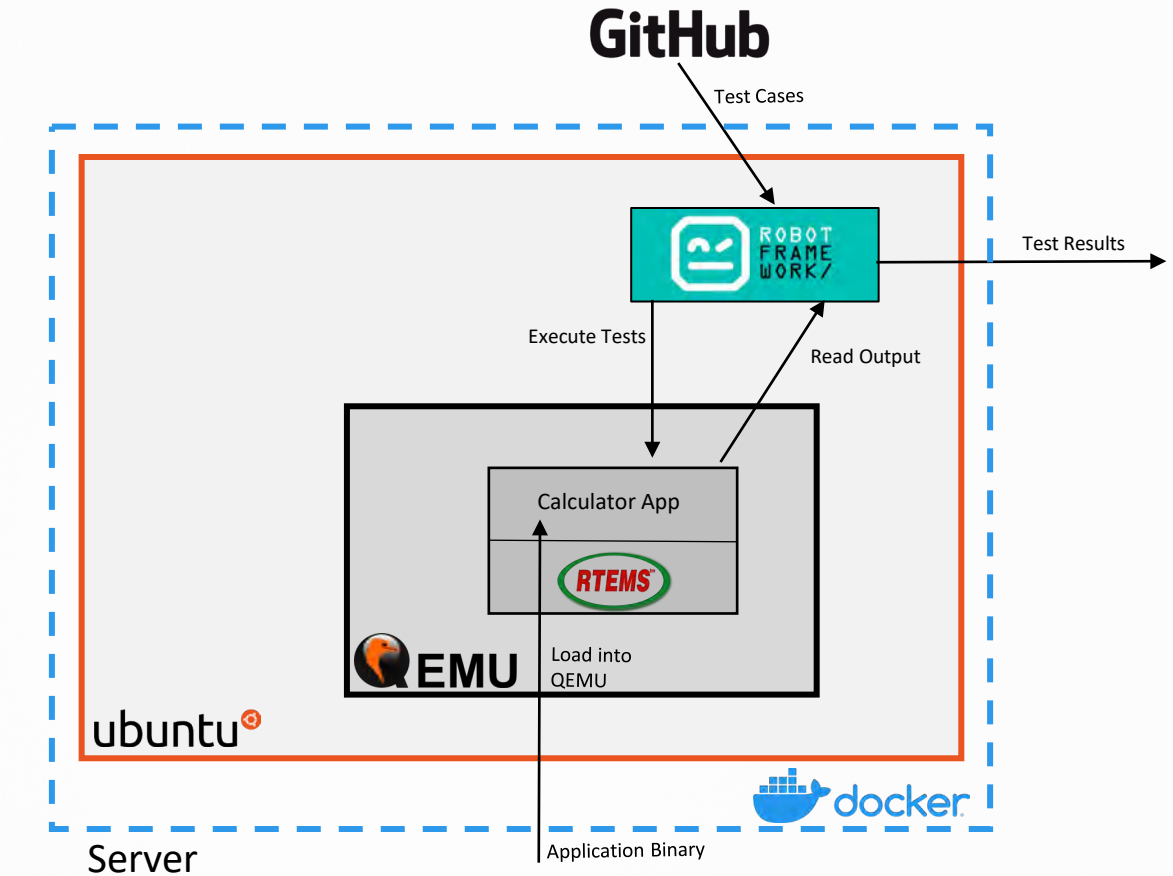 GitHub
Test Cases
ROBOT
FRAME
WORK/
Test Results
Execute Tests
Read Output
Calculator App
RTEMS™
QEMU
Load into
QEMU
ubuntu
docker
Application Binary
Server